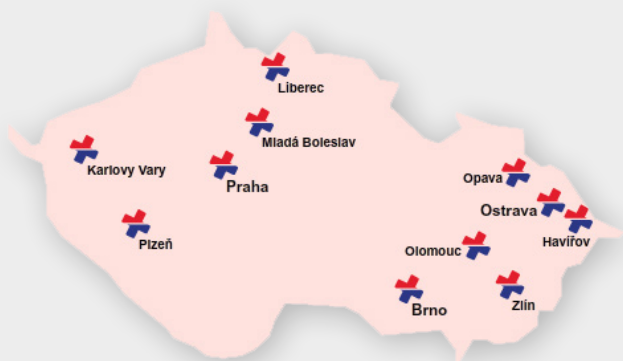 Liberec
Mladá Boleslav
Karlovy Vary
Praha
Opava
Ostrava
Plzeň
Havířov
Olomouc
Zlín
Brno